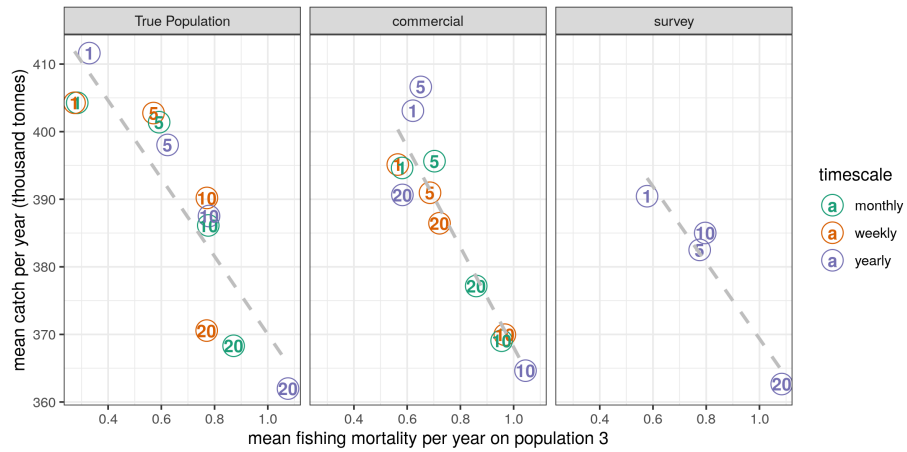 True Population
commercial
survey
mean catch per year (thousand tonnes)
410
400
390
380
370
360
1
1
1
5
5
5
10
10
10
20
20
20
5
1
1
1
5
20
5
20
20
10
10
10
1
10
5
20
0.4 0.6 0.8 1.0
0.4 0.6 0.8 1.0
0.4 0.6 0.8 1.0
mean fishing mortality per year on population 3
timescale
a monthly
a weekly
a yearly